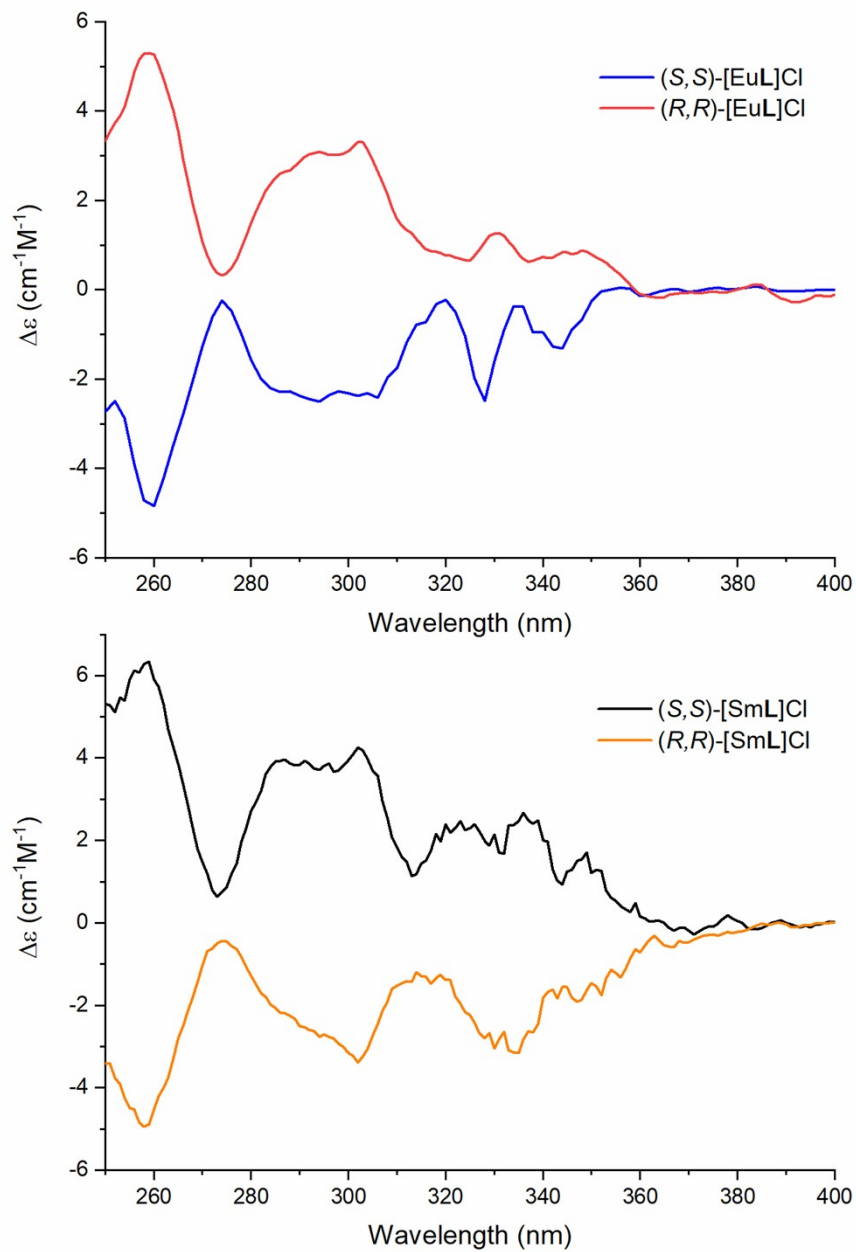 6
4
2
0
-2
-4
-6
Δε (cm⁻¹M⁻¹)
(S,S)-[EuL]Cl
(R,R)-[EuL]Cl
260 280 300 320 340 360 380 400
Wavelength (nm)
6
4
2
0
-2
-4
-6
Δε (cm⁻¹M⁻¹)
(S,S)-[SmL]Cl
(R,R)-[SmL]Cl
260 280 300 320 340 360 380 400
Wavelength (nm)